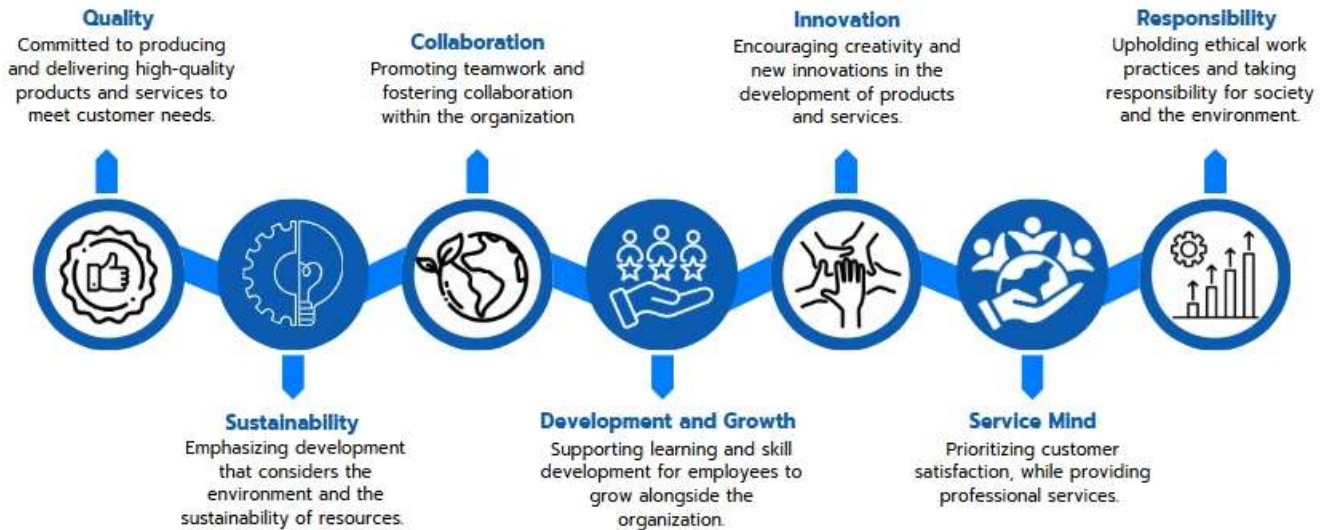 Quality
Committed to producing
and delivering high-quality
products and services to
meet customer needs.
Collaboration
Promoting teamwork and
fostering collaboration
within the organization
Innovation
Encouraging creativity and
new innovations in the
development of products
and services.
Responsibility
Upholding ethical work
practices and taking
responsibility for society
and the environment.
Sustainability
Emphasizing development
that considers the
environment and the
sustainability of resources.
Development and Growth
Supporting learning and skill
development for employees to
grow alongside the
organization.
Service Mind
Prioritizing customer
satisfaction, while providing
professional services.